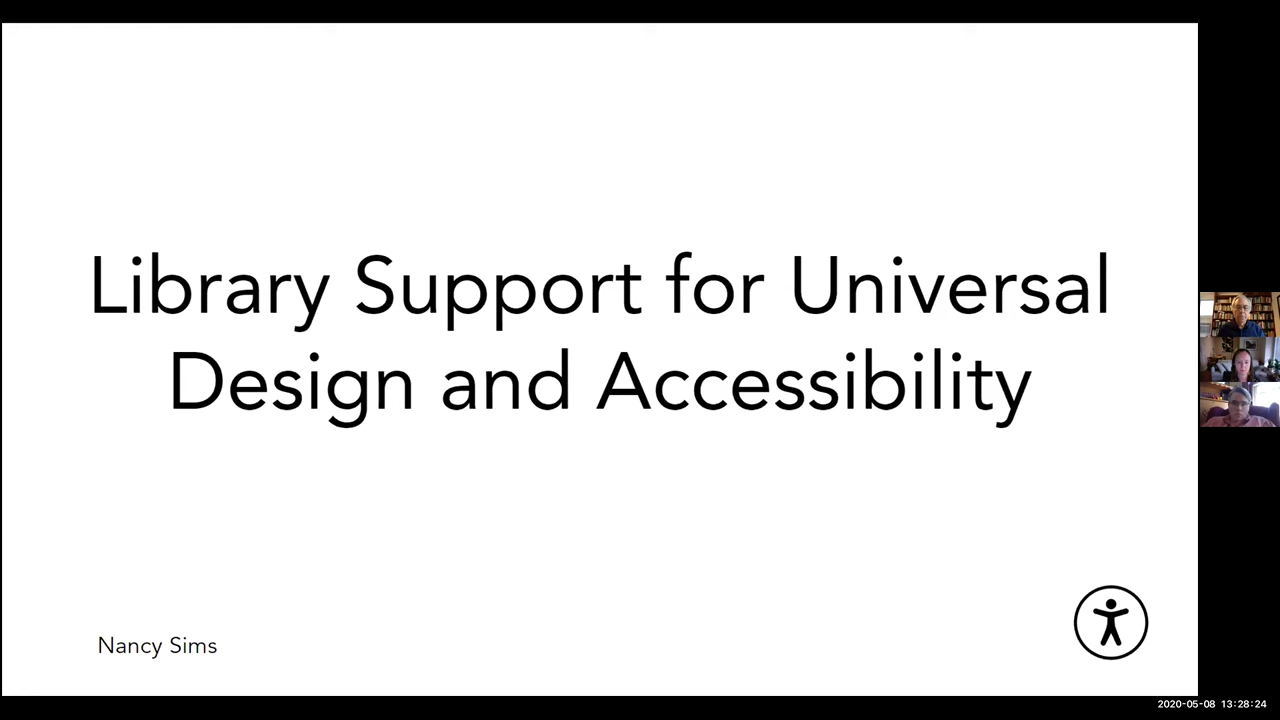 Library Support for Universal
Design and Accessibility
Nancy Sims
2020-05-08 13:28:24